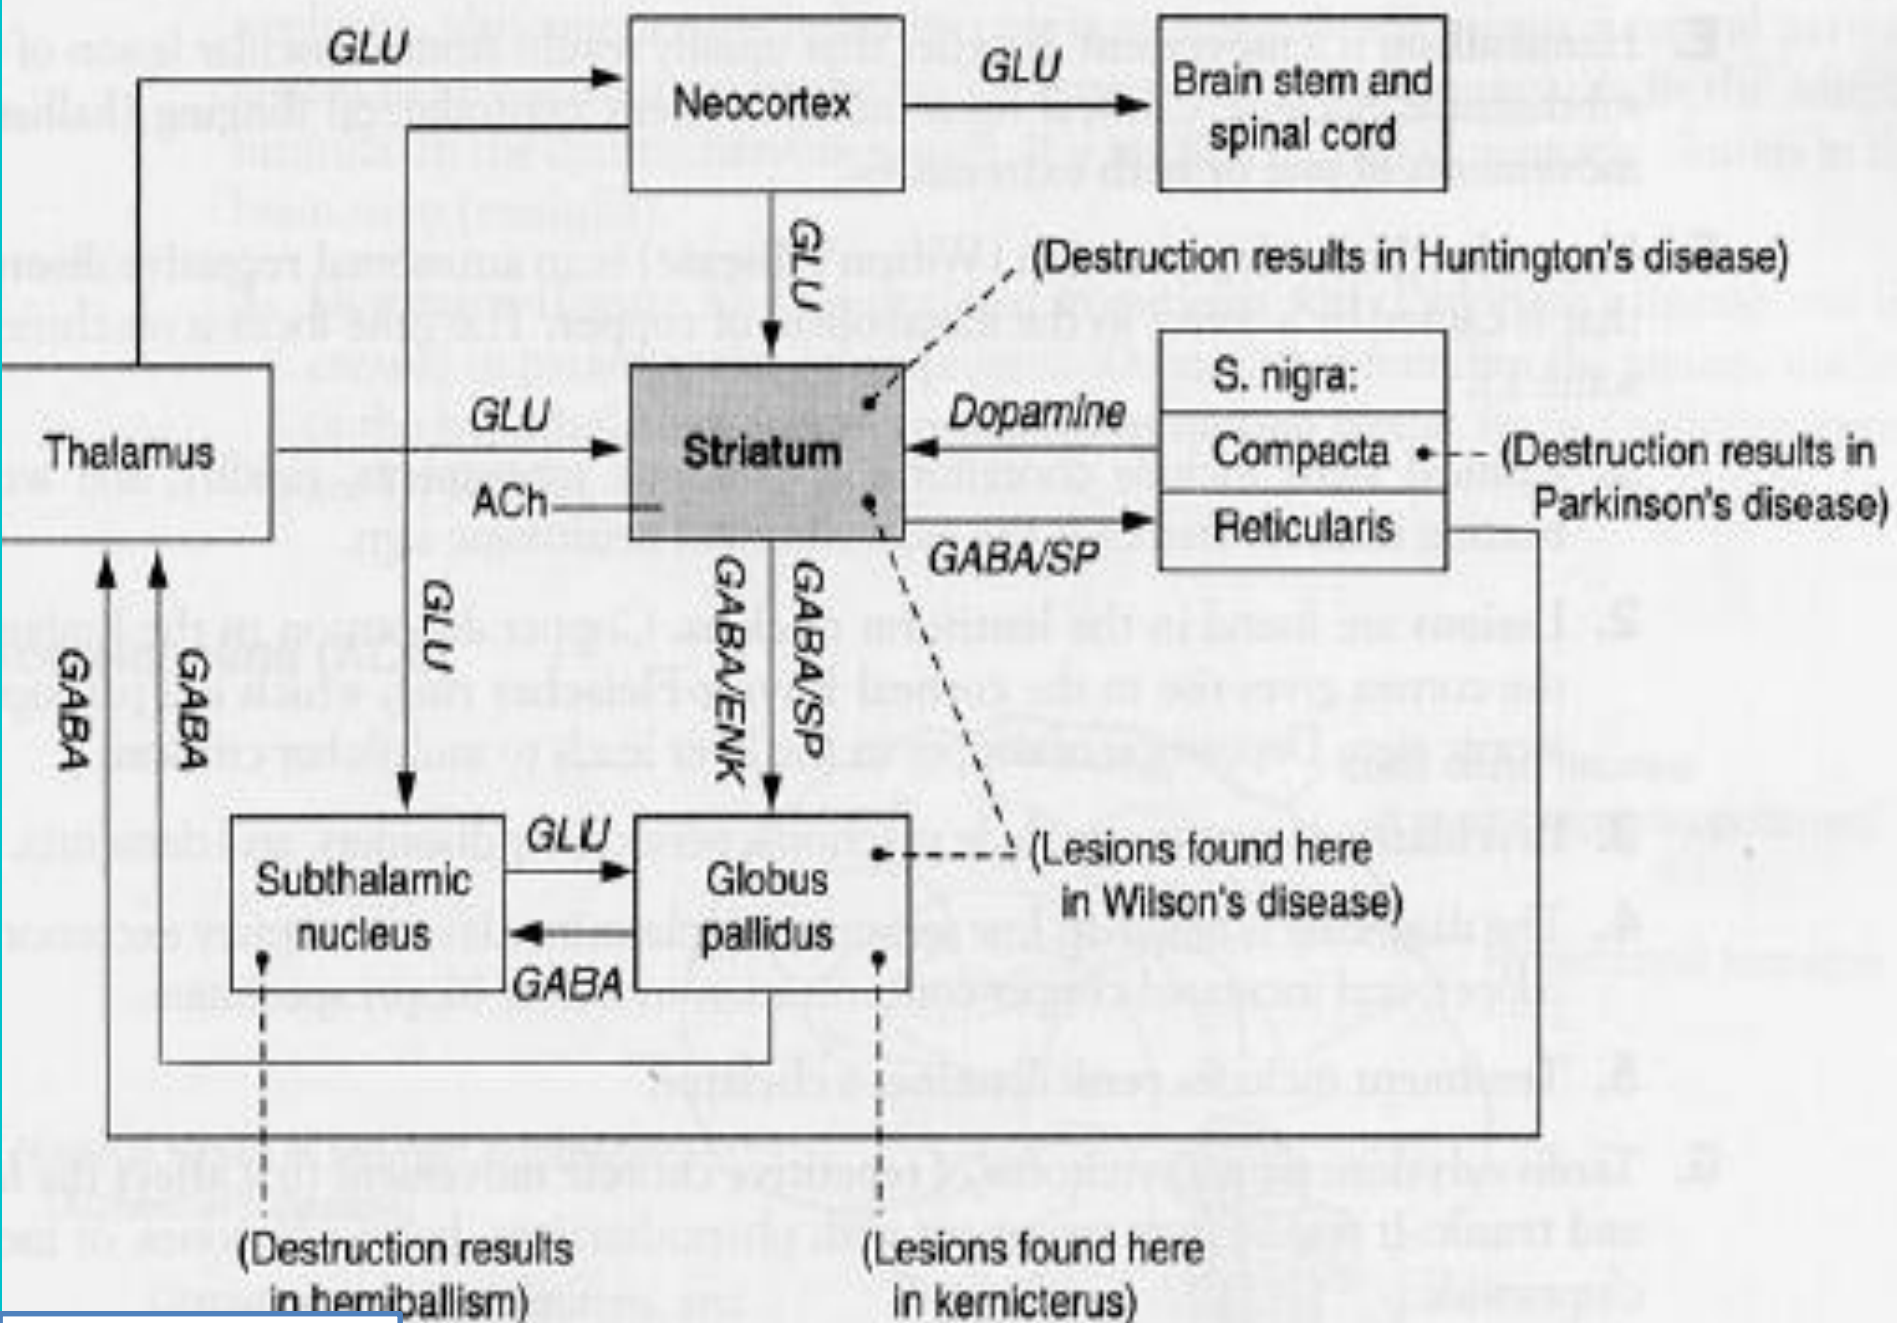 GLU
Neocortex
GLU
Brain stem and
spinal cord
GLU
(Destruction results in Huntington's disease)
Thalamus
GLU
Striatum
ACh
Dopamine
S. nigra:
Compacta
Reticularis
(Destruction results in
Parkinson's disease)
GABA/SP
GABA
GABA
GLU
GABA/ENK
GABA/SP
Subthalamic
nucleus
GLU
GABA
Globus
pallidus
(Lesions found here
in Wilson's disease)
(Destruction results
in hemiballism)
(Lesions found here
in kernicterus)